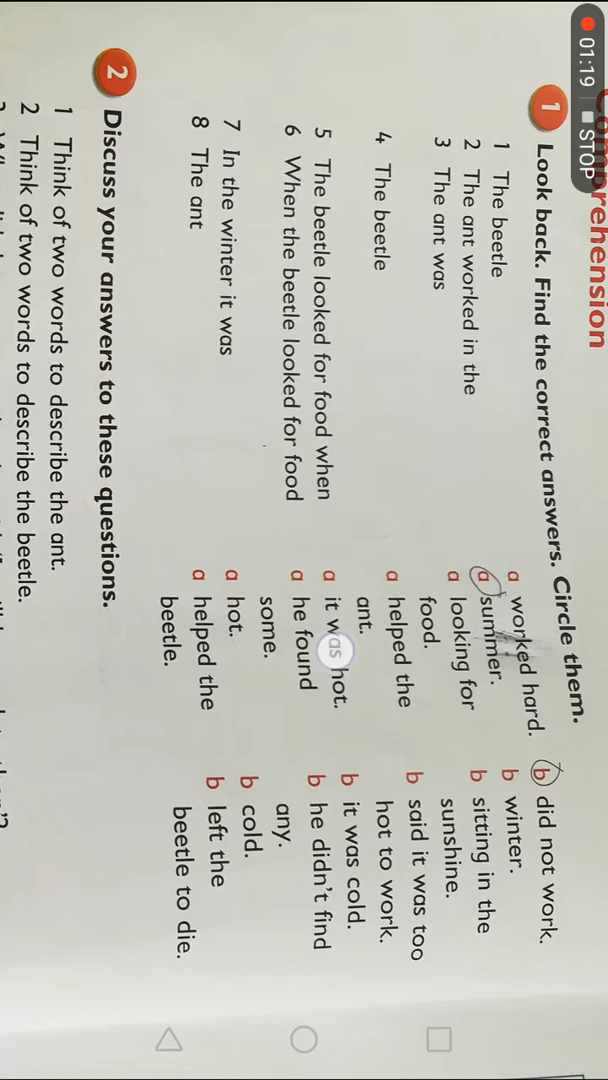 01:19 STOP
Comprehension
1 Look back. Find the correct answers. Circle them.
1 The beetle a worked hard. b did not work.
2 The ant worked in the a summer. b winter.
3 The ant was a looking for food. b sitting in the sunshine.
4 The beetle a helped the ant. b said it was too hot to work.
5 The beetle looked for food when a it was hot. b it was cold.
6 When the beetle looked for food a he found some. b he didn't find any.
7 In the winter it was a hot. b cold.
8 The ant a helped the beetle. b left the beetle to die.
2 Discuss your answers to these questions.
1 Think of two words to describe the ant.
2 Think of two words to describe the beetle.